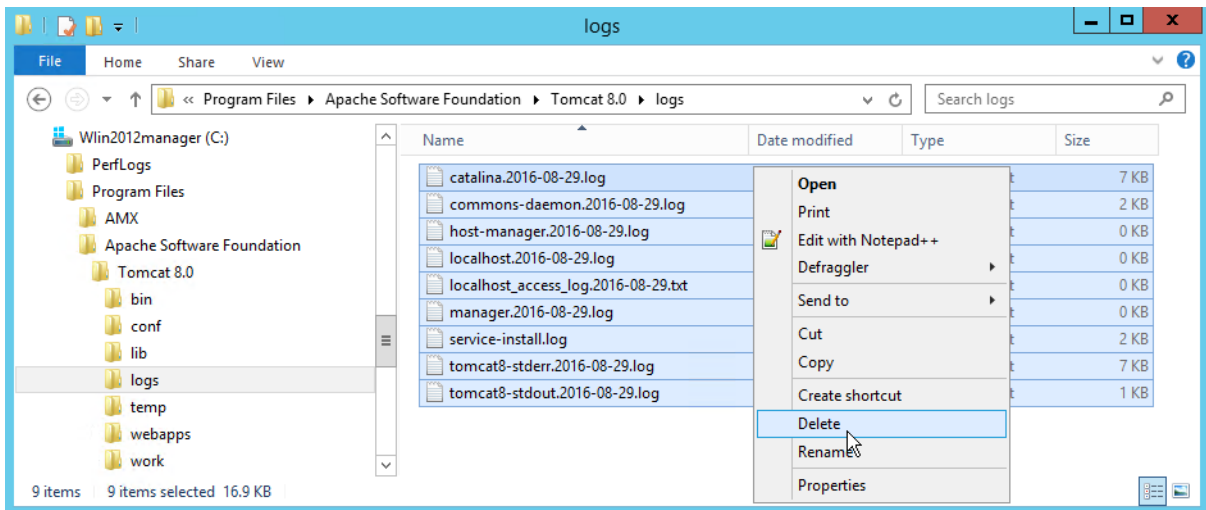 logs
File Home Share View
« Program Files Apache Software Foundation Tomcat 8.0 logs Search logs
Wlin2012manager (C:)
PerfLogs
Program Files
AMX
Apache Software Foundation
Tomcat 8.0
bin
conf
lib
logs
temp
webapps
work
Name Date modified Type Size
catalina.2016-08-29.log t 7 KB
commons-daemon.2016-08-29.log t 2 KB
host-manager.2016-08-29.log t 0 KB
localhost.2016-08-29.log t 0 KB
localhost_access_log.2016-08-29.txt t 0 KB
manager.2016-08-29.log t 0 KB
service-install.log t 2 KB
tomcat8-stderr.2016-08-29.log t 7 KB
tomcat8-stdout.2016-08-29.log t 1 KB
Open
Print
Edit with Notepad++
Defraggler
Send to
Cut
Copy
Create shortcut
Delete
Rename
Properties
9 items 9 items selected 16.9 KB